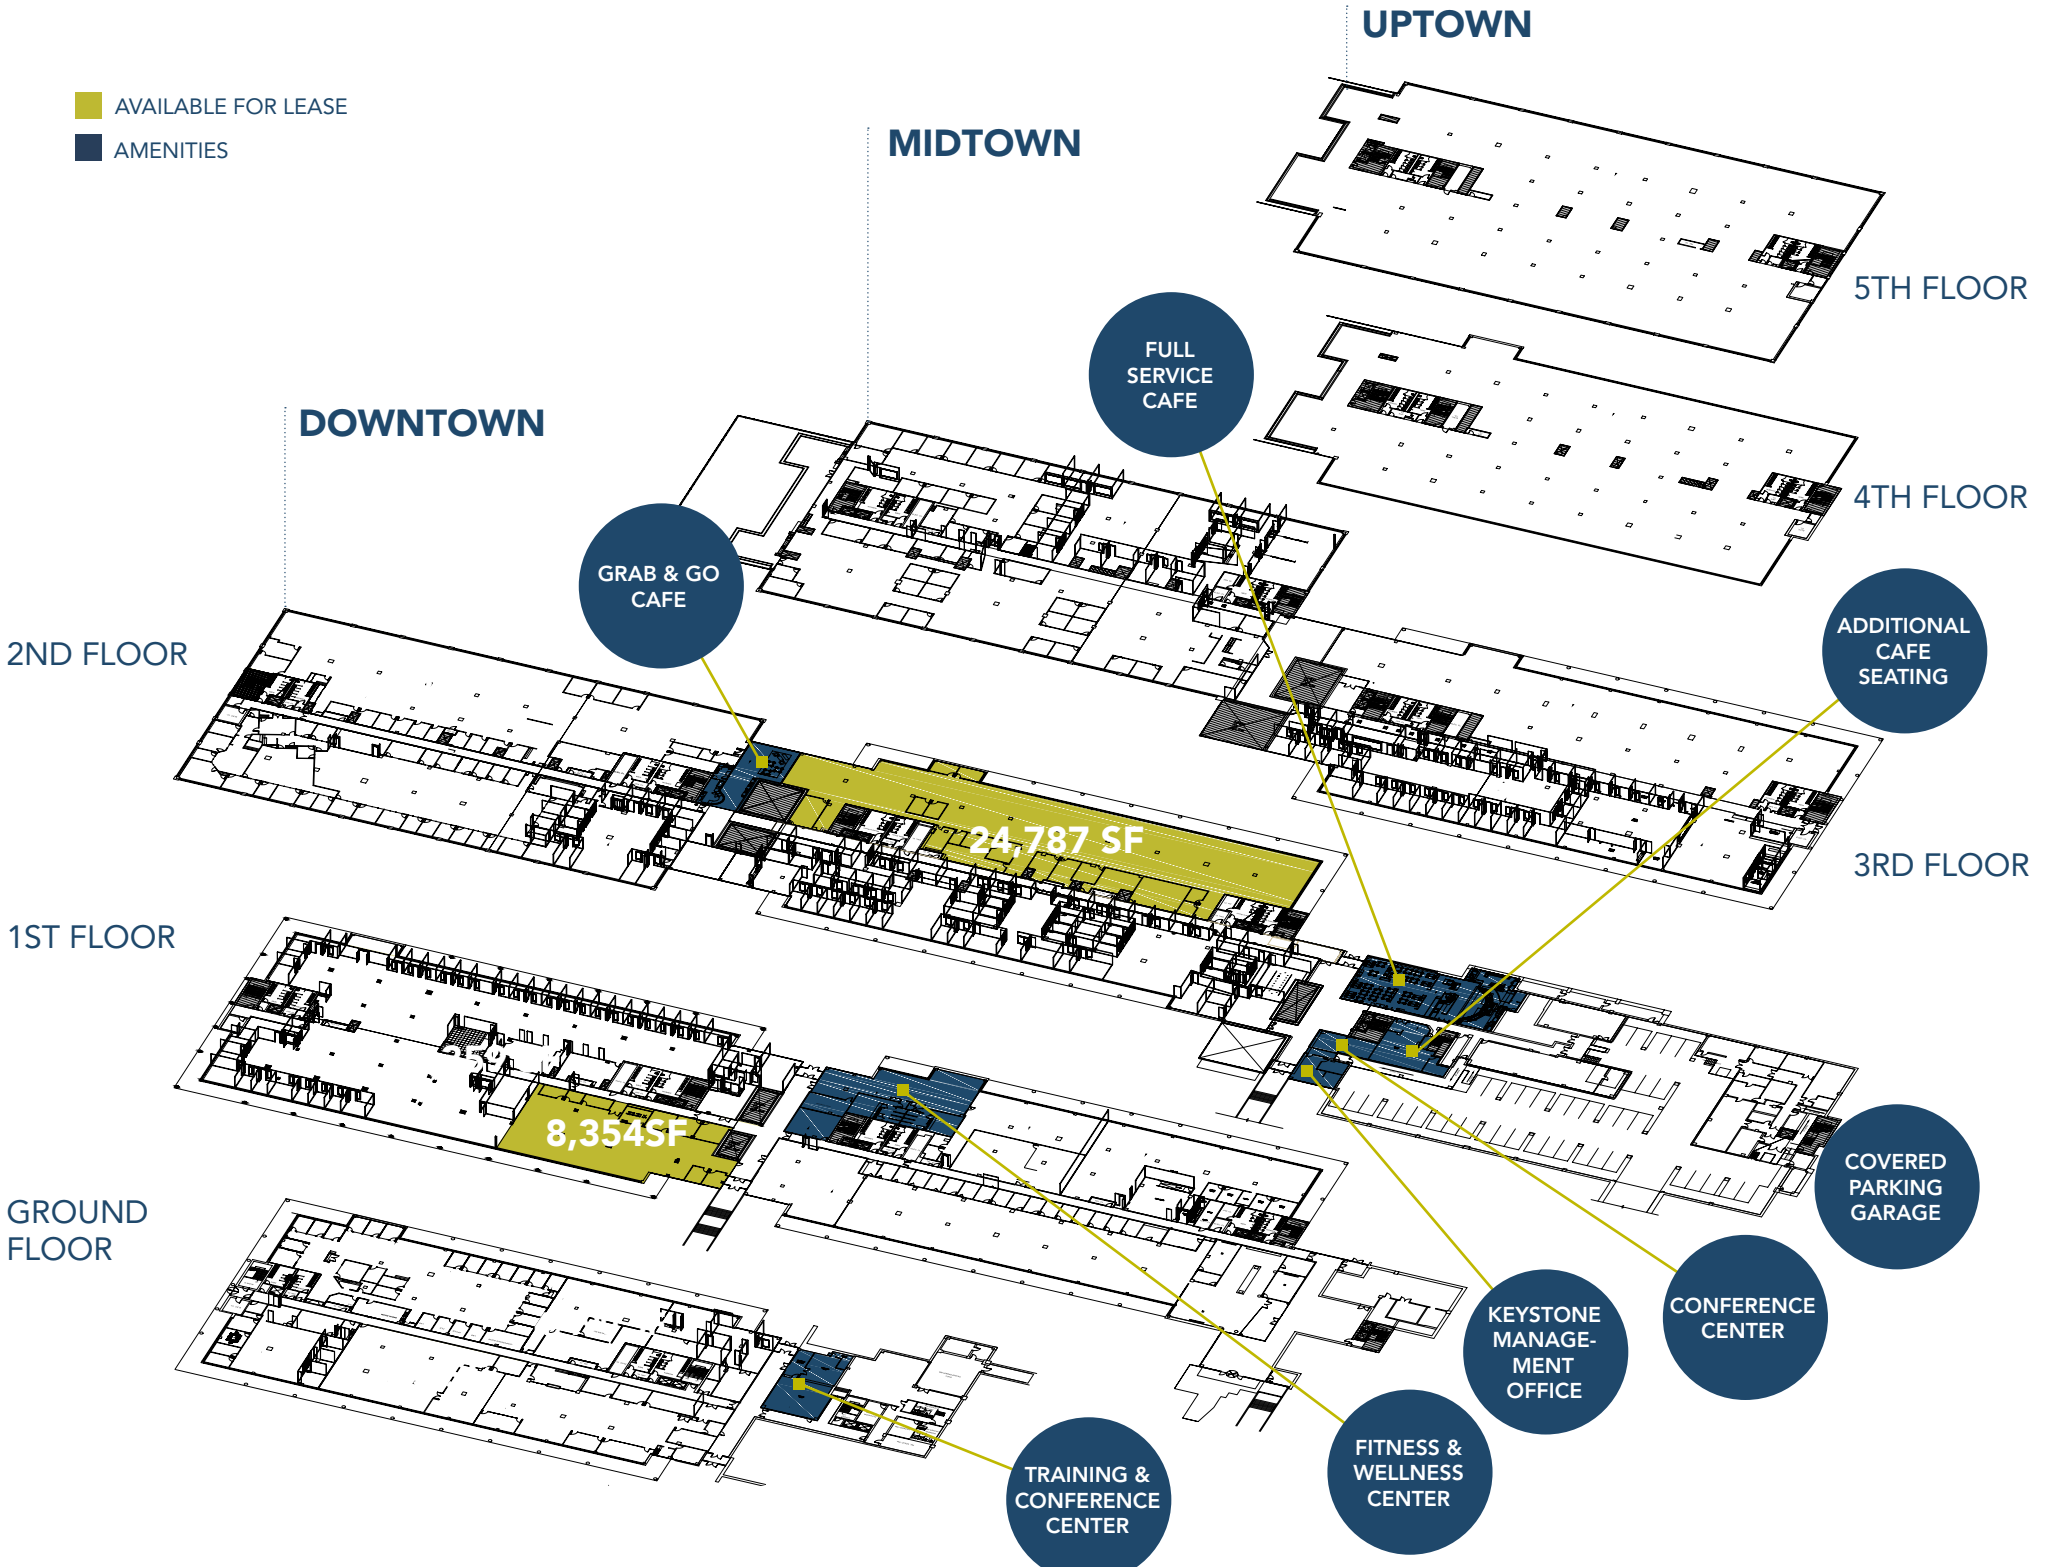 UPTOWN
AVAILABLE FOR LEASE
AMENITIES
MIDTOWN
5TH FLOOR
FULL
SERVICE
CAFE
DOWNTOWN
4TH FLOOR
GRAB & GO
CAFE
2ND FLOOR
ADDITIONAL
CAFE
SEATING
24,787 SF
3RD FLOOR
1ST FLOOR
8,354SF
COVERED
PARKING
GARAGE
GROUND
FLOOR
CONFERENCE
CENTER
KEYSTONE
MANAGE-
MENT
OFFICE
FITNESS &
WELLNESS
CENTER
TRAINING &
CONFERENCE
CENTER